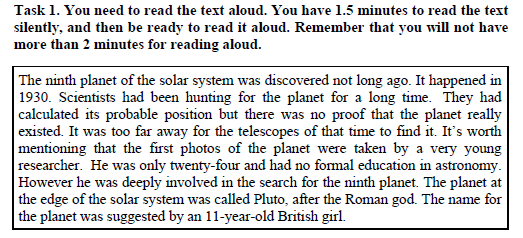 Task 1. You need to read the text aloud. You have 1.5 minutes to read the text
silently, and then be ready to read it aloud. Remember that you will not have
more than 2 minutes for reading aloud.
The ninth planet of the solar system was discovered not long ago. It happened in
1930. Scientists had been hunting for the planet for a long time. They had
calculated its probable position but there was no proof that the planet really
existed. It was too far away for the telescopes of that time to find it. It's worth
mentioning that the first photos of the planet were taken by a very young
researcher. He was only twenty-four and had no formal education in astronomy.
However he was deeply involved in the search for the ninth planet. The planet at
the edge of the solar system was called Pluto, after the Roman god. The name for
the planet was suggested by an 11-year-old British girl.